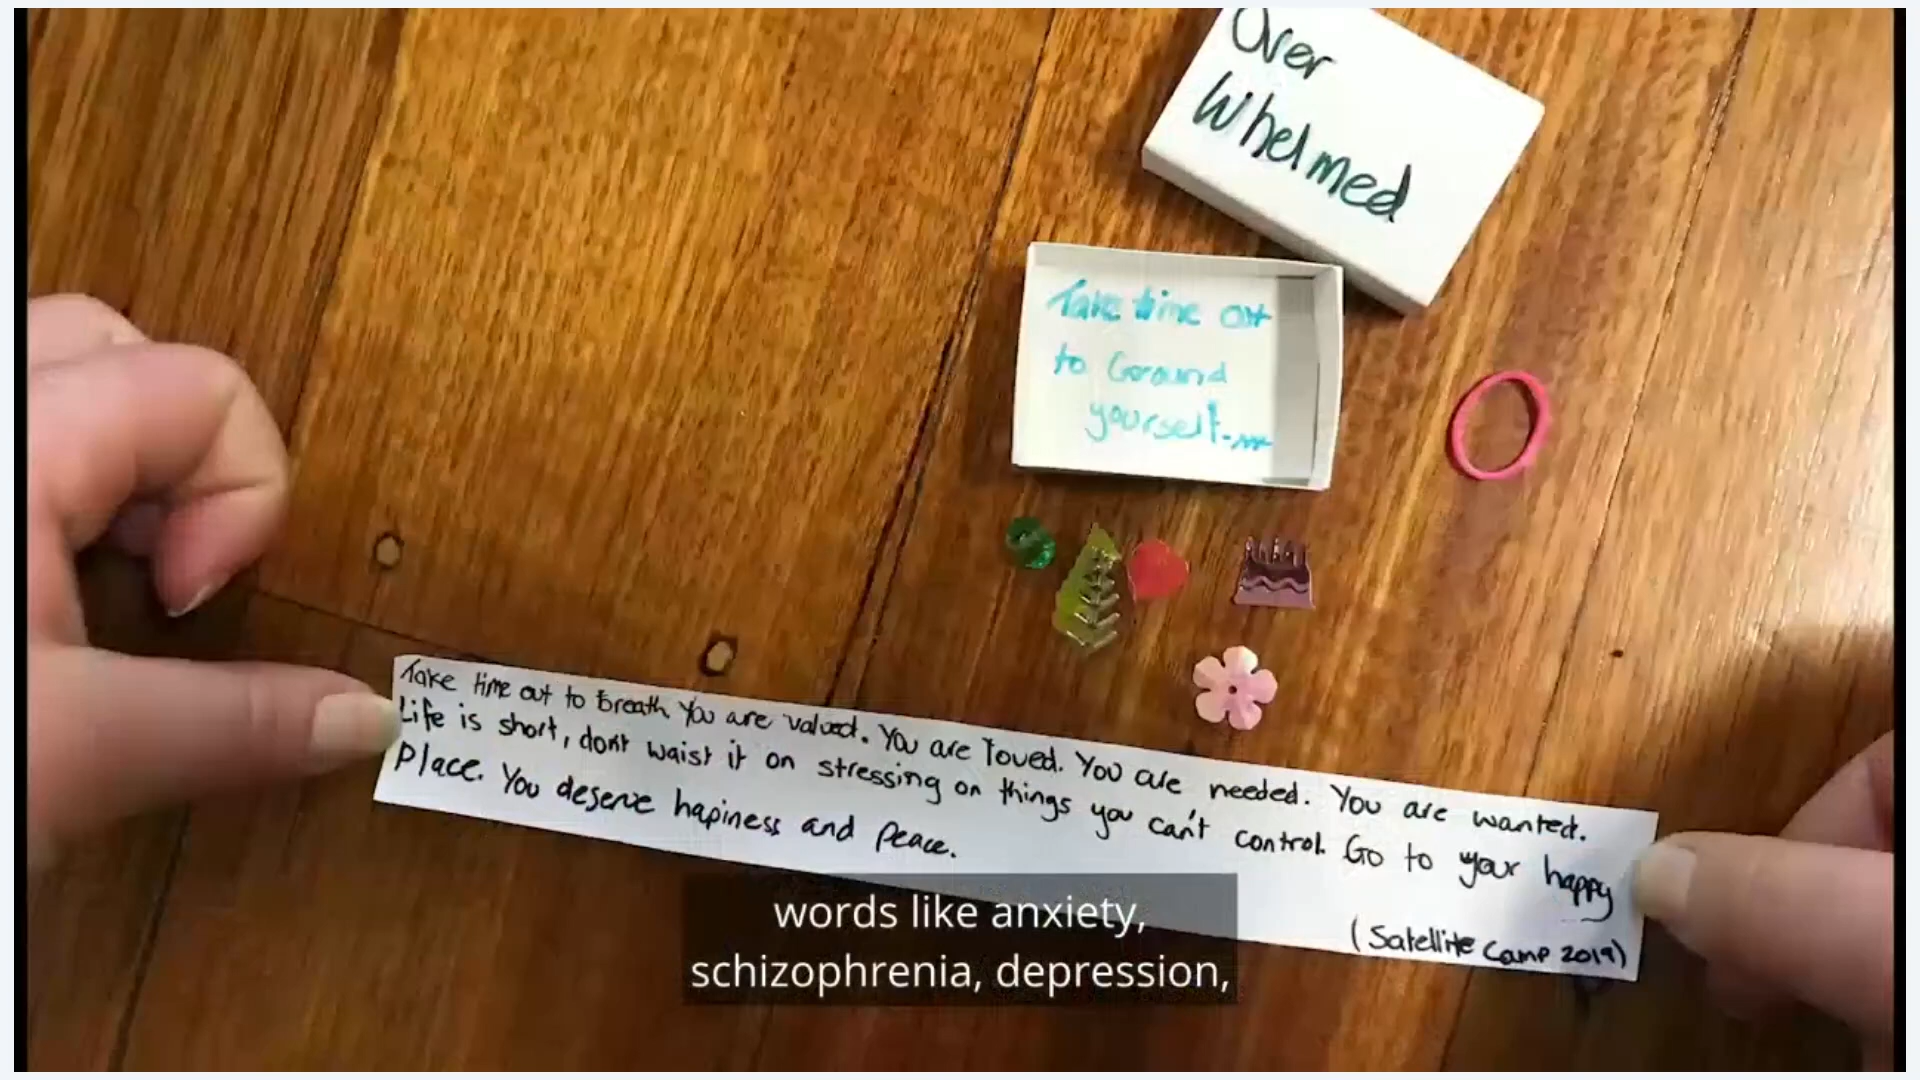 Over
Whelmed
Take time out
to Ground
yourself.
Take time out to Breath. You are valued. You are loved. You are needed. You are wanted.
Life is short, dont waist it on stressing on things you can't control. Go to your happy
Place. You deserve hapiness and peace.
(Satellite Camp 2019)
words like anxiety,
schizophrenia, depression,